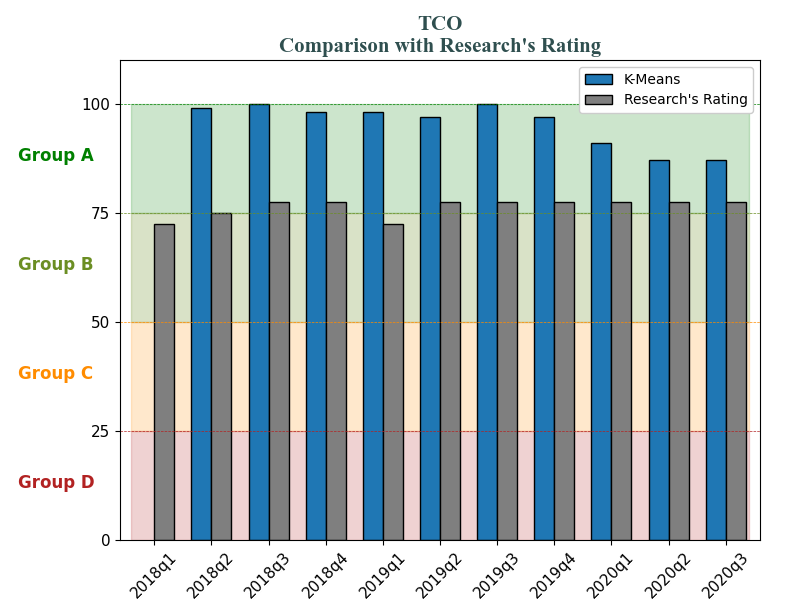 TCO
Comparison with Research's Rating
K-Means
Research's Rating
100
Group A
75
Group B
50
Group C
25
Group D
0
2018q1
2018q2
2018q3
2018q4
2019q1
2019q2
2019q3
2019q4
2020q1
2020q2
2020q3